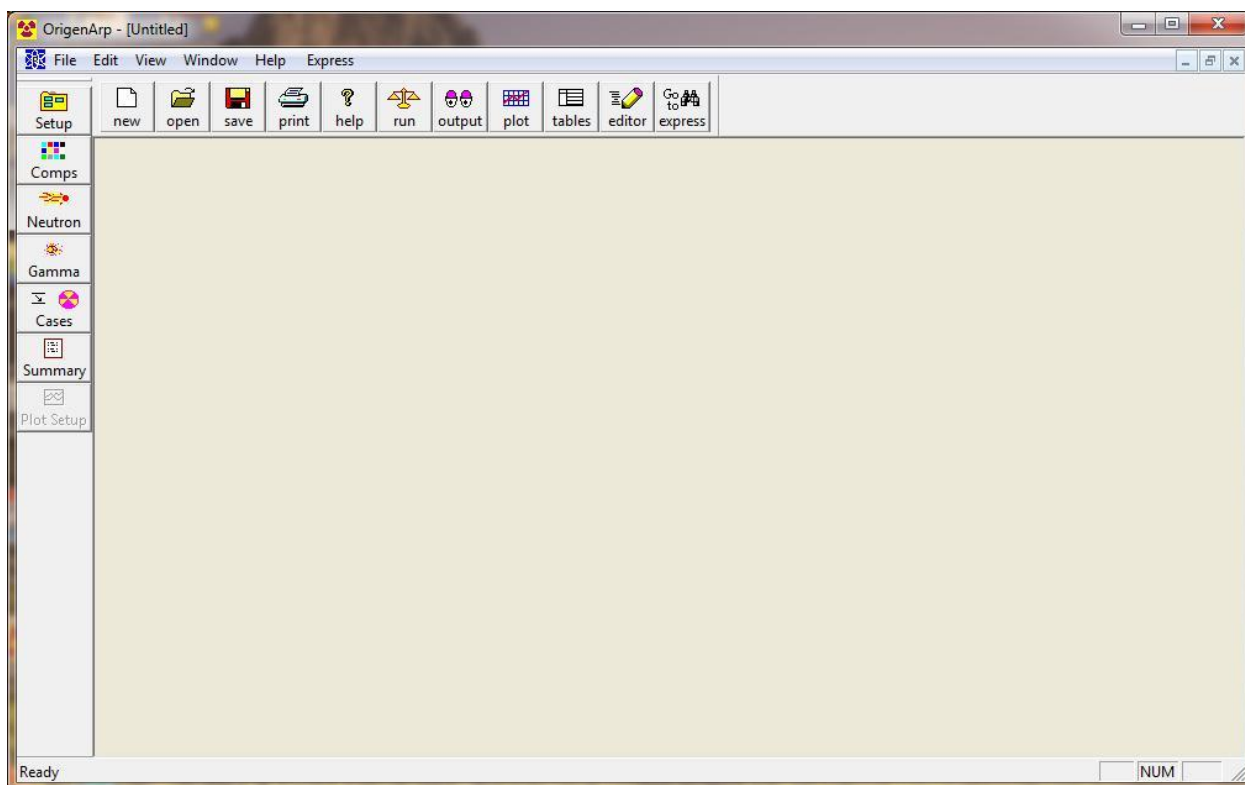 OrigenArp - [Untitled]
File Edit View Window Help Express
Setup
new open save print help run output plot tables editor Go to express
Comps
Neutron
Gamma
Cases
Summary
Plot Setup
Ready NUM